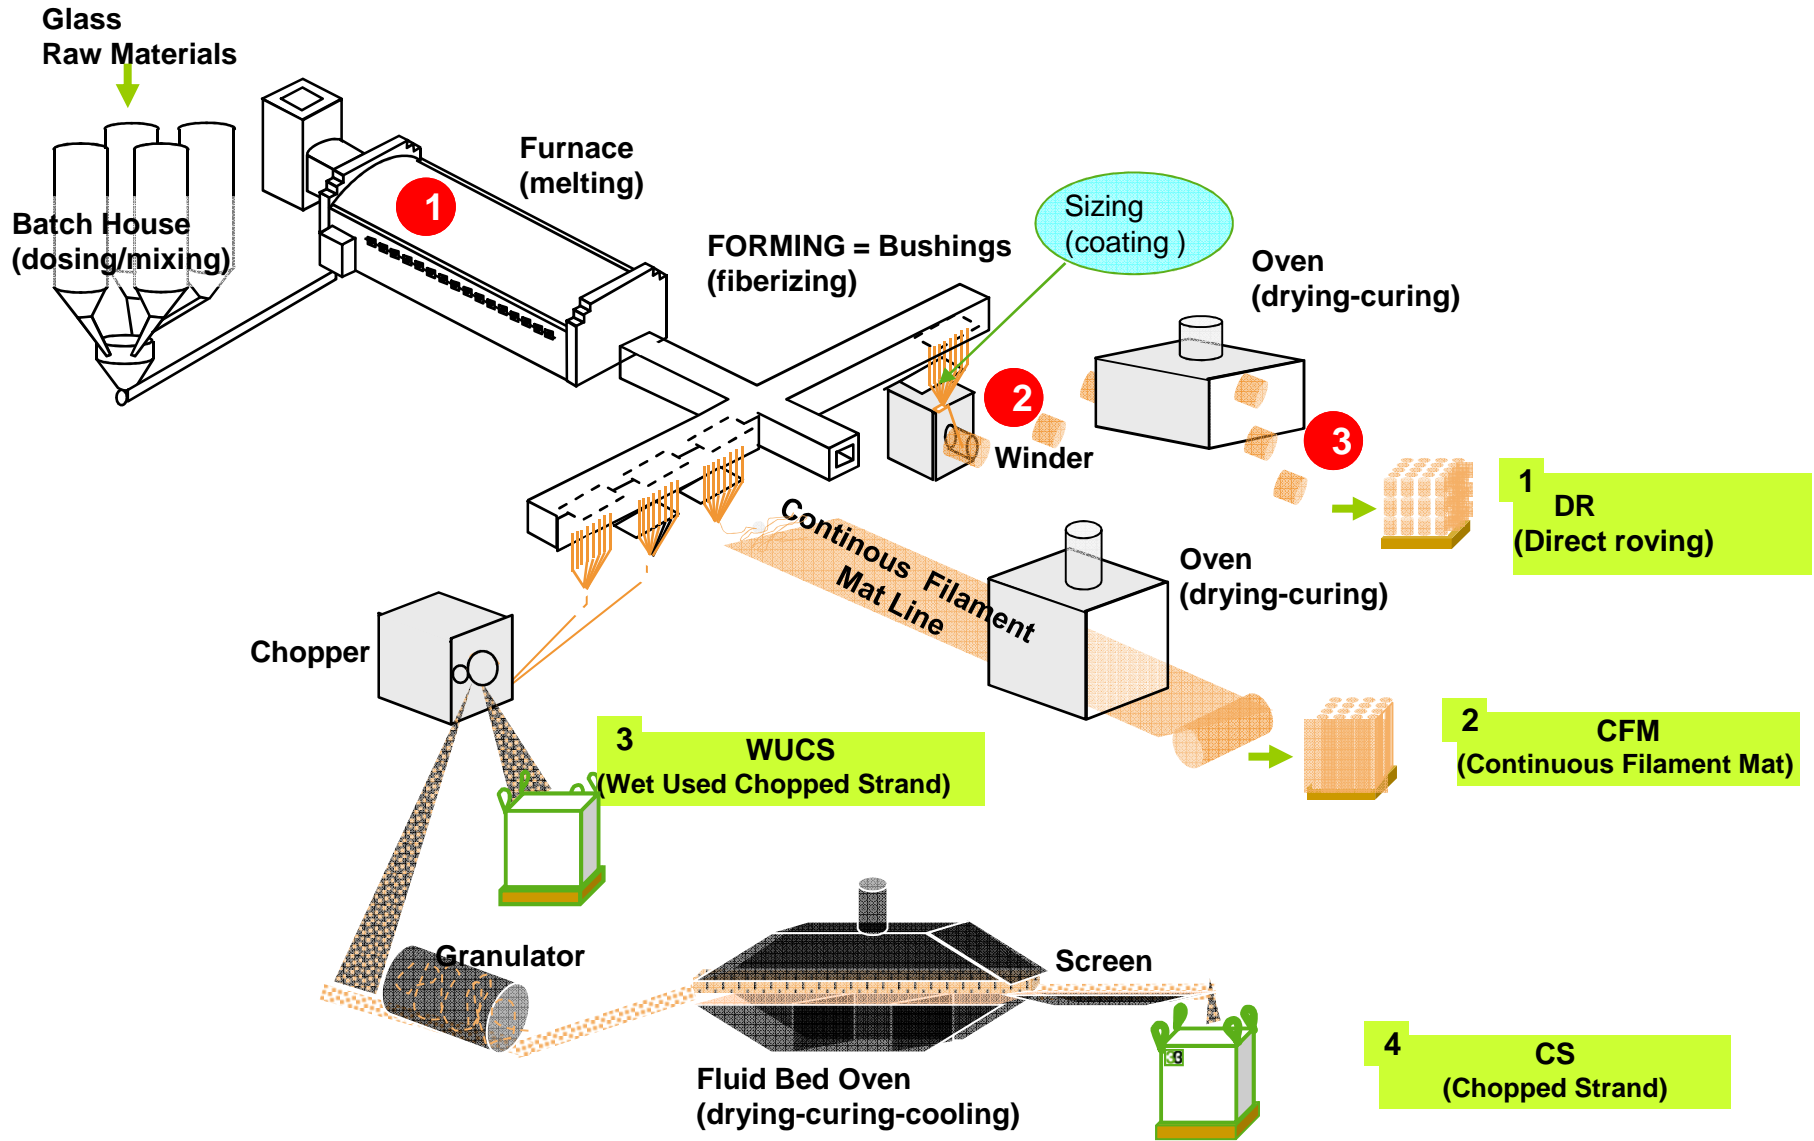 Glass
Raw Materials
Batch House
(dosing/mixing)
Furnace
(melting)
1
FORMING = Bushings
(fiberizing)
Sizing
(coating )
Oven
(drying-curing)
2
Winder
3
1
DR
(Direct roving)
Continous Filament
Mat Line
Oven
(drying-curing)
2
CFM
(Continuous Filament Mat)
Chopper
3
WUCS
(Wet Used Chopped Strand)
Granulator
Screen
Fluid Bed Oven
(drying-curing-cooling)
4
CS
(Chopped Strand)